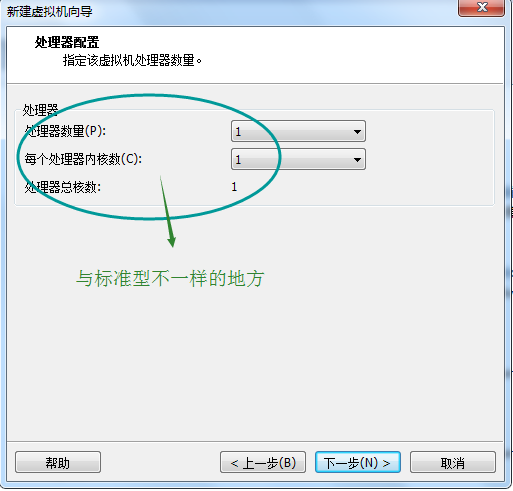 新建虚拟机向导
处理器配置
指定该虚拟机处理器数量。
处理器
处理器数量(P): 1
每个处理器内核数(C): 1
处理器总核数: 1
与标准型不一样的地方
帮助 < 上一步(B) 下一步(N) > 取消